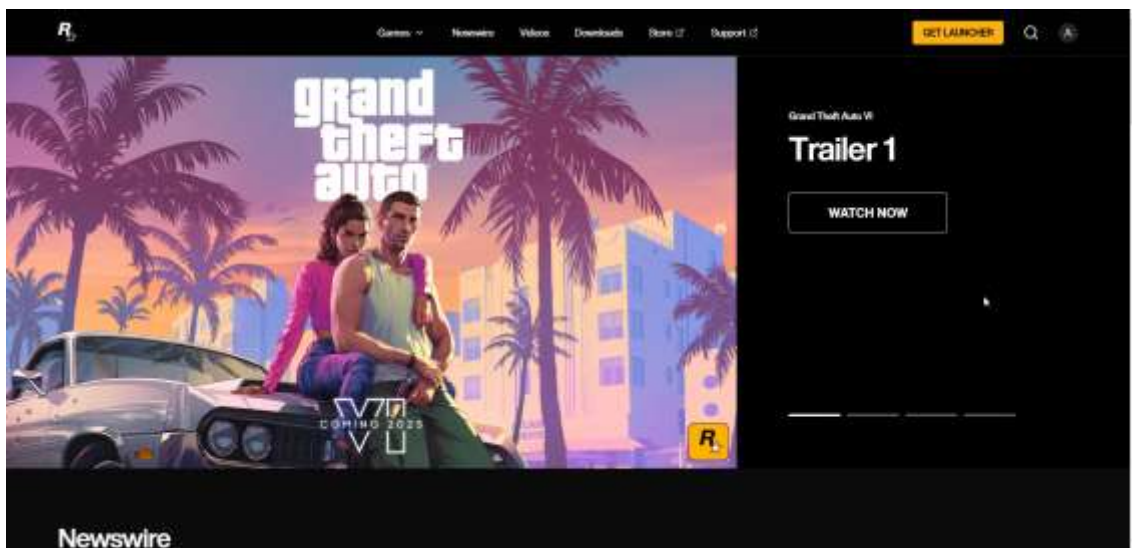 Games Newswire Videos Downloads Store Support GET LAUNCHER
grand
theft
auto
VI
COMING 2025
Grand Theft Auto VI
Trailer 1
WATCH NOW
Newswire